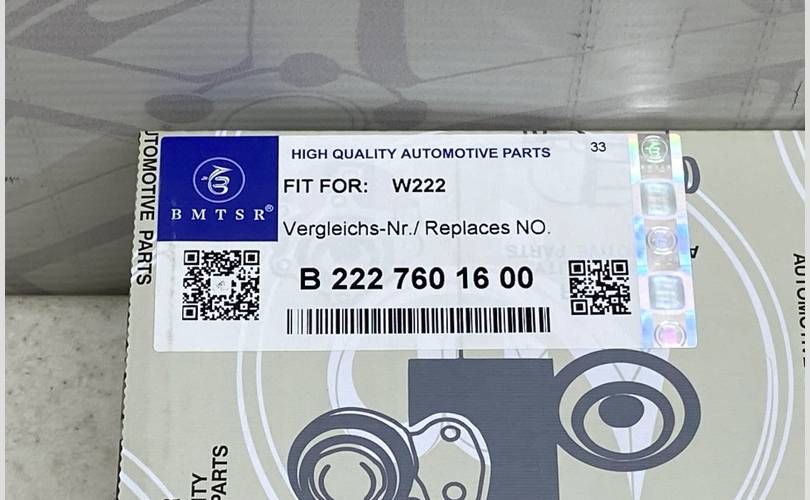 HIGH QUALITY AUTOMOTIVE PARTS 33
FIT FOR: W222
BMTSR®
Vergleichs-Nr./ Replaces NO.
B 222 760 16 00
AUTOMOTIVE PARTS
PARTS